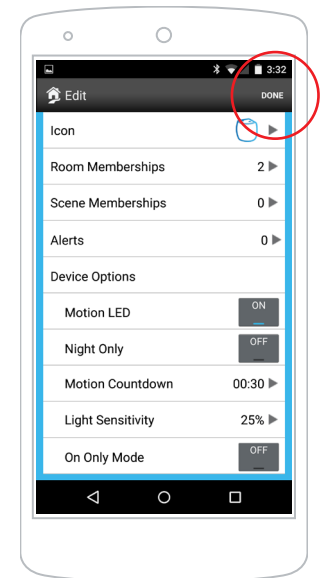 3:32
Edit DONE
Icon
Room Memberships 2
Scene Memberships 0
Alerts 0
Device Options
Motion LED ON
Night Only OFF
Motion Countdown 00:30
Light Sensitivity 25%
On Only Mode OFF